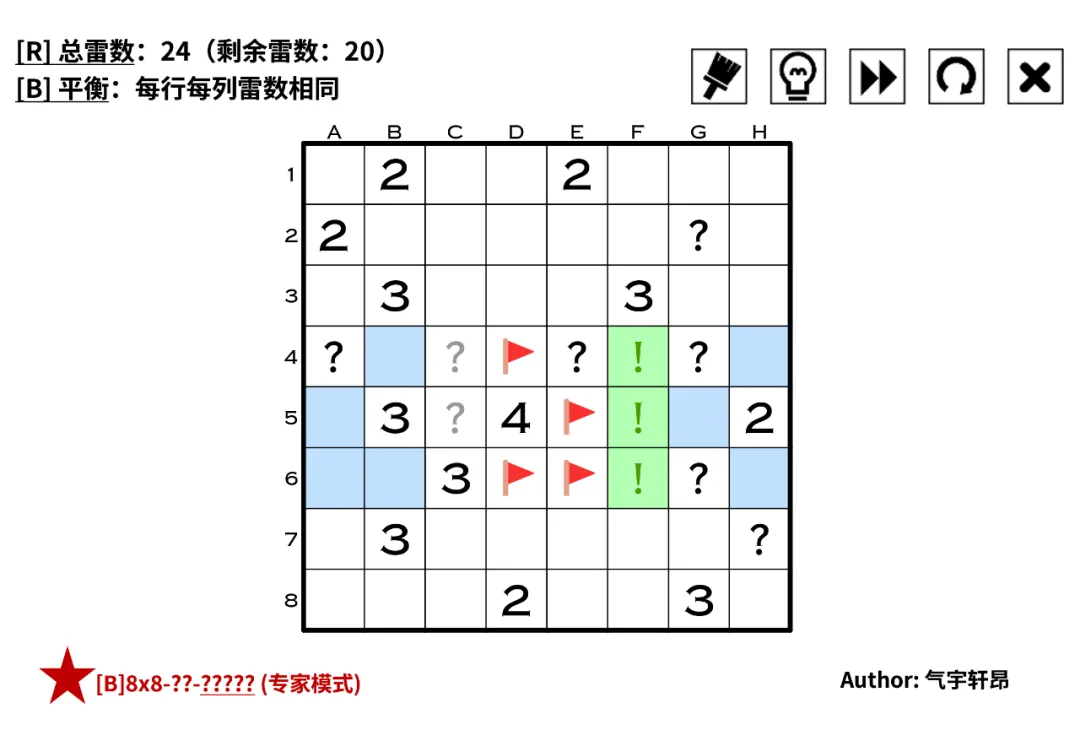 [R] 总雷数：24（剩余雷数：20）
[B] 平衡：每行每列雷数相同
A B C D E F G H
1 2 2
2 2 ?
3 3 3
4 ? ? ? ! ?
5 3 ? 4 ! 2
6 3 ! ?
7 3 ?
8 2 3
[B]8x8-??-????? (专家模式)
Author: 气宇轩昂